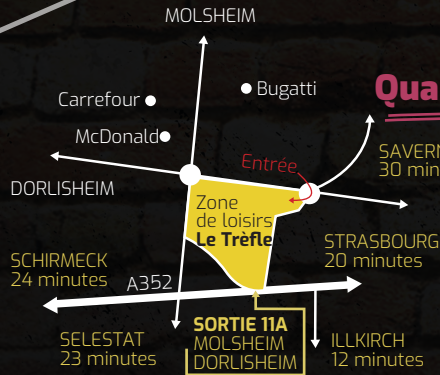 MOLSHEIM
Bugatti
Carrefour
McDonald
Entrée
DORLISHEIM
Zone
de loisirs
Le Trèfle
STRASBOURG
20 minutes
SCHIRMECK
24 minutes
A352
SORTIE 11A
MOLSHEIM
DORLISHEIM
SELESTAT
23 minutes
ILLKIRCH
12 minutes